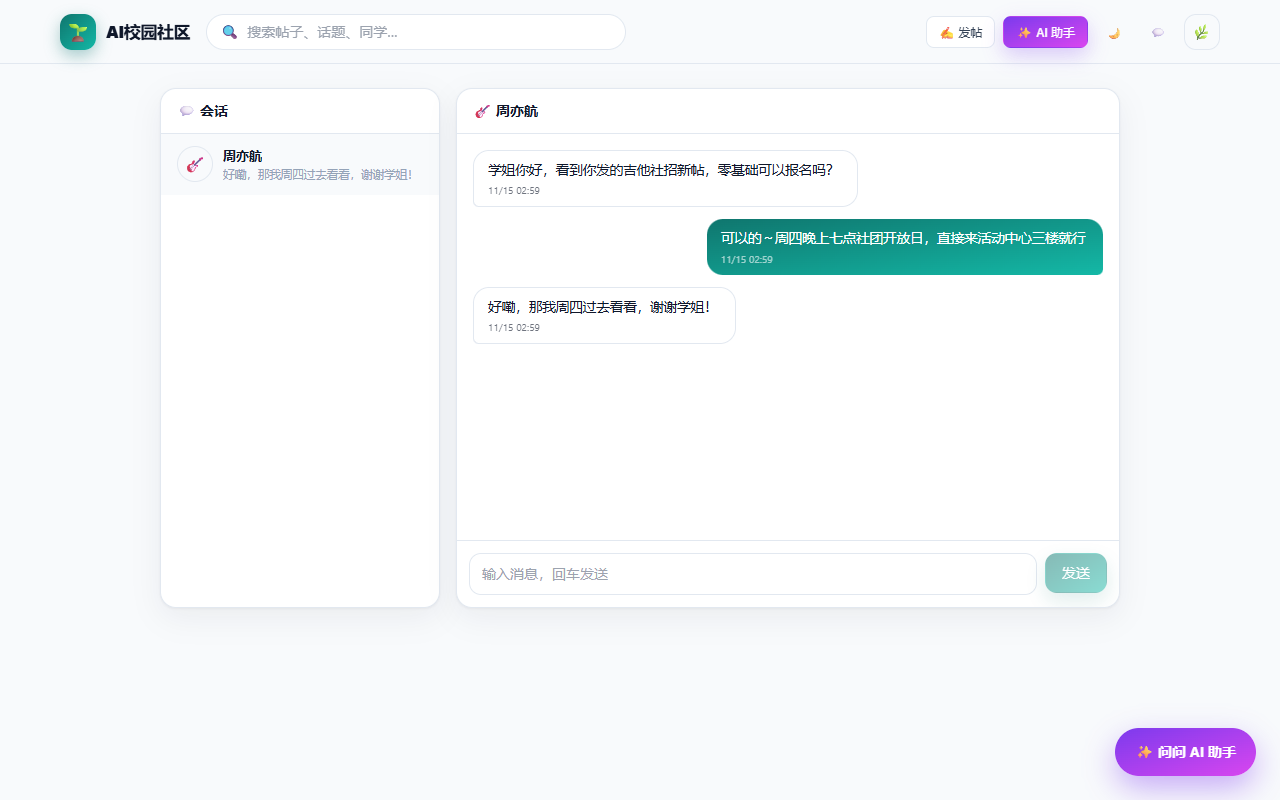 AI校园社区
搜索帖子、话题、同学...
发帖
AI 助手
会话
周亦航
好嘞，那我周四过去看看，谢谢学姐！
周亦航
学姐你好，看到你发的吉他社招新帖，零基础可以报名吗？
11/15 02:59
可以的～周四晚上七点社团开放日，直接来活动中心三楼就行
11/15 02:59
好嘞，那我周四过去看看，谢谢学姐！
11/15 02:59
输入消息，回车发送
发送
问问 AI 助手